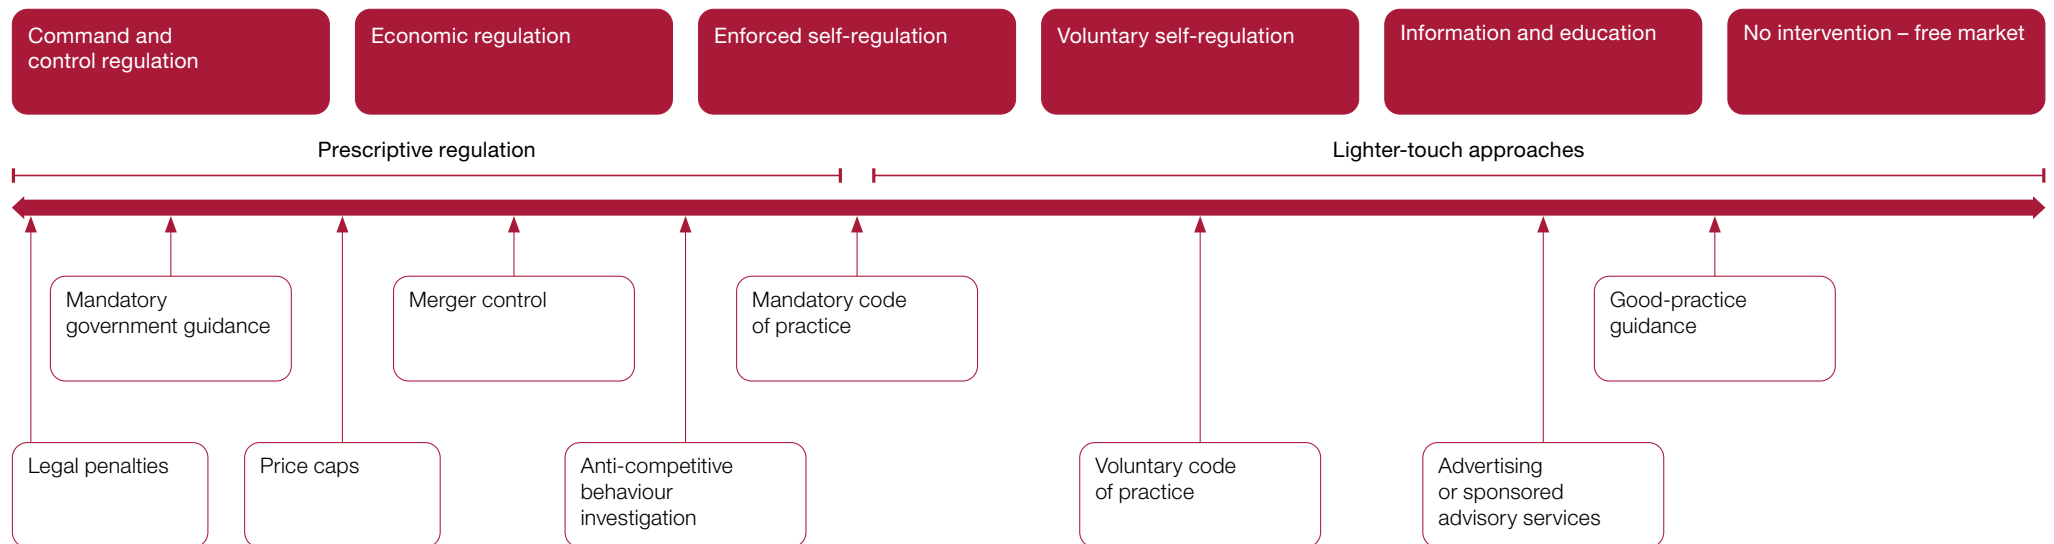 Command and
control regulation
Economic regulation
Enforced self-regulation
Voluntary self-regulation
Information and education
No intervention – free market
Prescriptive regulation
Lighter-touch approaches
Mandatory
government guidance
Merger control
Mandatory code
of practice
Good-practice
guidance
Legal penalties
Price caps
Anti-competitive
behaviour
investigation
Voluntary code
of practice
Advertising
or sponsored
advisory services